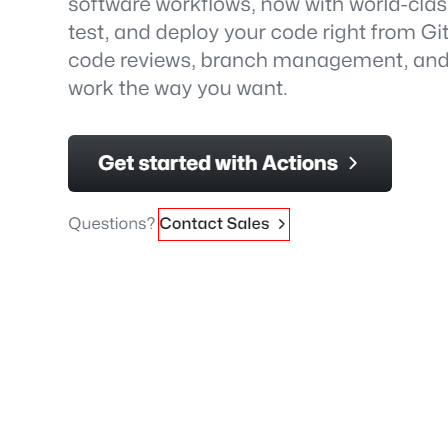 software workflows, now with world-clas
test, and deploy your code right from Git
code reviews, branch management, and
work the way you want.
Get started with Actions
Questions? Contact Sales